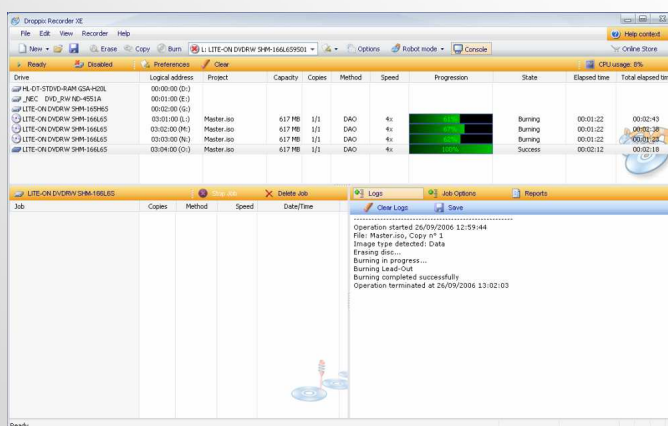 Droppix Recorder XE
File Edit View Recorder Help
Help context
New Erase Copy Burn L: LITE-ON DVDRW SHM-166L6S9S01 Options Robot mode Console Online Store
Ready Disabled Preferences Clear CPU usage: 8%
Drive Logical address Project Capacity Copies Method Speed Progression State Elapsed time Total elapsed tim
HL-DT-STDVD-RAM GSA-H20L 00:00:00 (D:)
_NEC DVD_RW ND-4551A 00:01:00 (E:)
LITE-ON DVDRW SHM-165H6S 00:02:00 (G:)
LITE-ON DVDRW SHM-166L6S 03:01:00 (L:) Master.iso 617 MB 1/1 DAO 4x Burning 00:01:22 00:02:43
LITE-ON DVDRW SHM-166L6S 03:02:00 (M:) Master.iso 617 MB 1/1 DAO 4x 67% Burning 00:01:22 00:02:38
LITE-ON DVDRW SHM-166L6S 03:03:00 (N:) Master.iso 617 MB 1/1 DAO 4x Burning 00:01:22
LITE-ON DVDRW SHM-166L6S 03:04:00 (O:) Master.iso 617 MB 1/1 DAO 4x 100% Success 00:02:12 00:02:18
LITE-ON DVDRW SHM-166L6S Stop Job Delete Job
Job Copies Method Speed Date/Time
Logs Job Options Reports
Clear Logs Save
Operation started 26/09/2006 12:59:44
File: Master.iso, Copy n° 1
Image type detected: Data
Erasing disc...
Burning in progress...
Burning Lead-Out
Burning completed successfully
Operation terminated at 26/09/2006 13:02:03
Ready